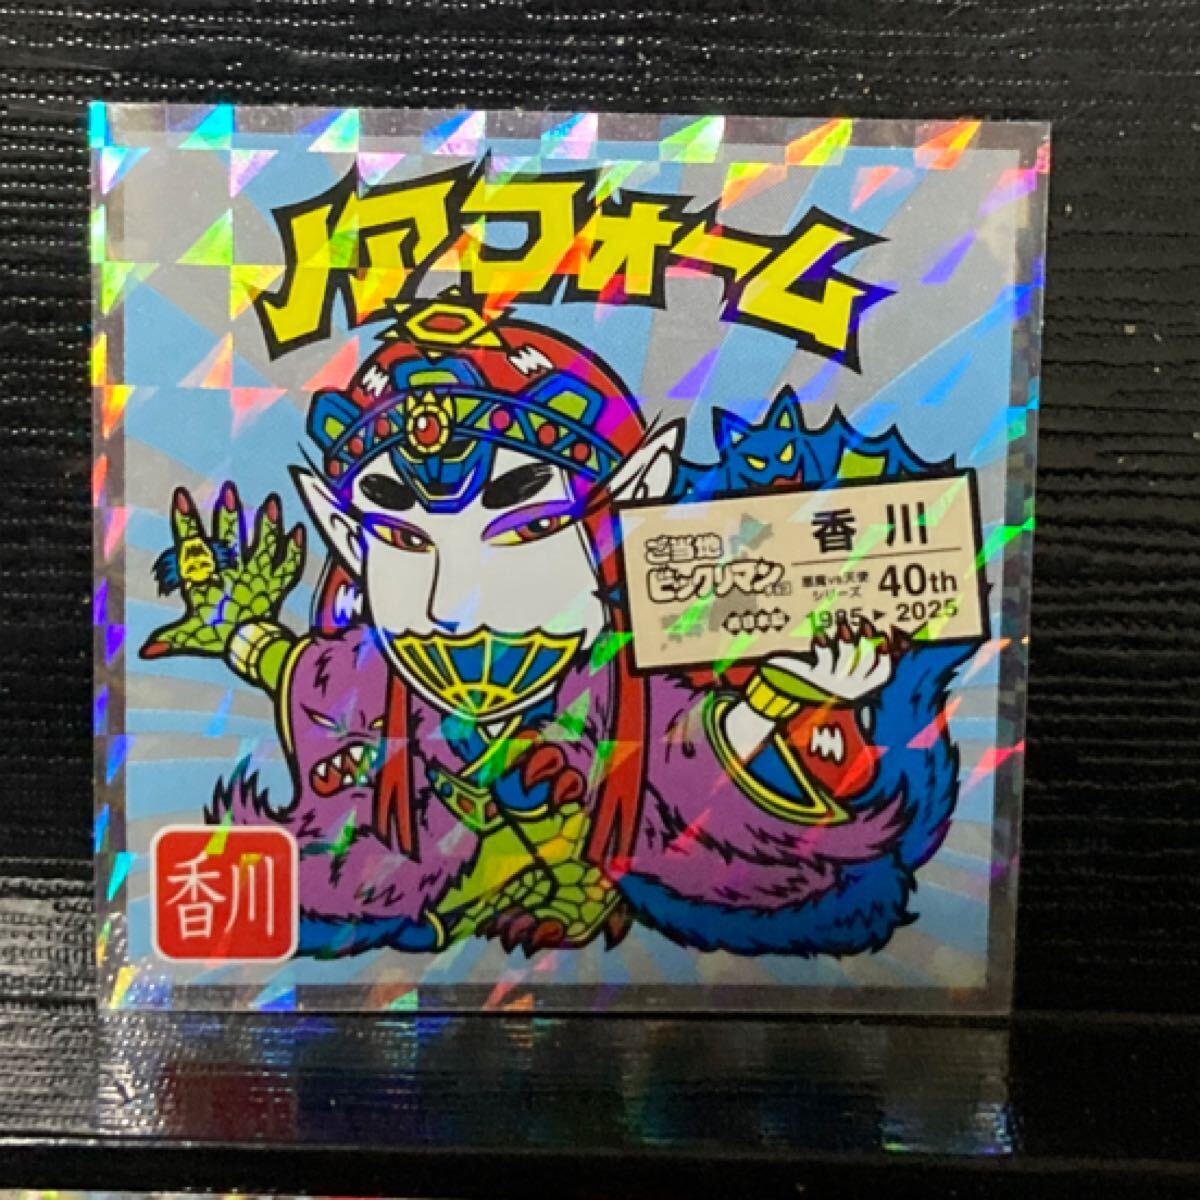 ノアフォーム
香川
ご当地
ビックリマン
悪魔vs天使
シリーズ
40th
1985▶2025
香川